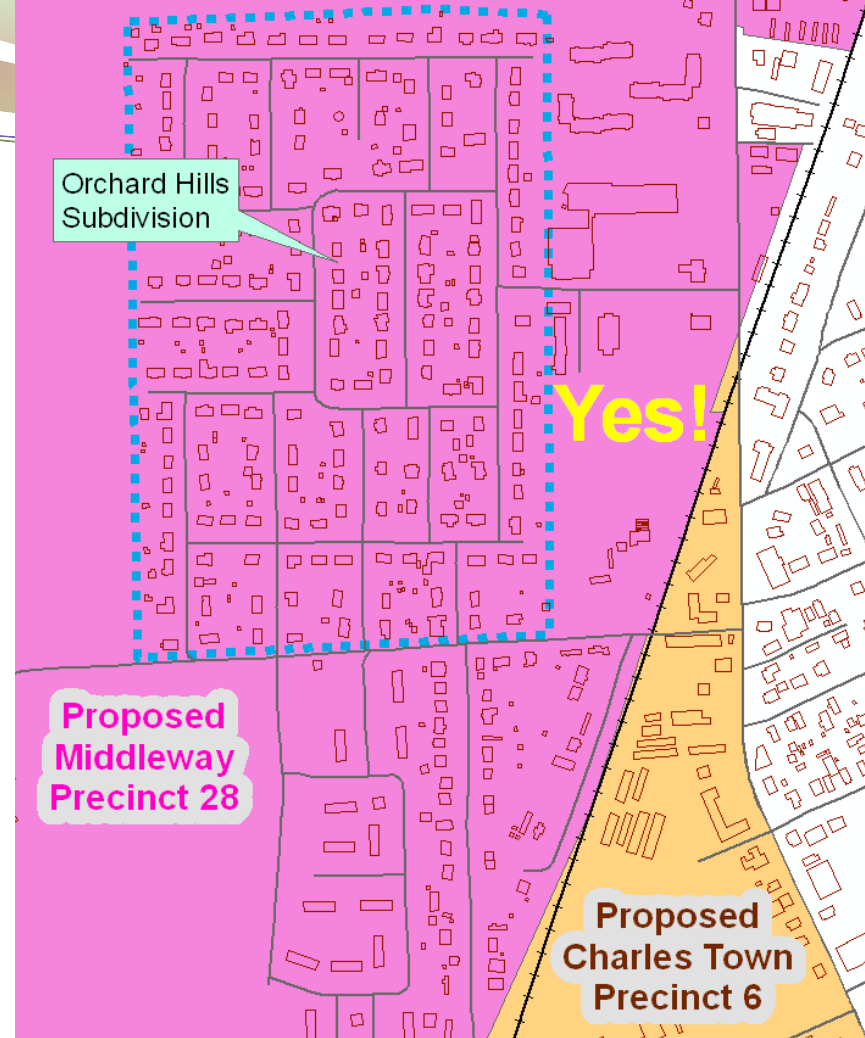 Orchard Hills
Subdivision
Yes!
Proposed
Middleway
Precinct 28
Proposed
Charles Town
Precinct 6